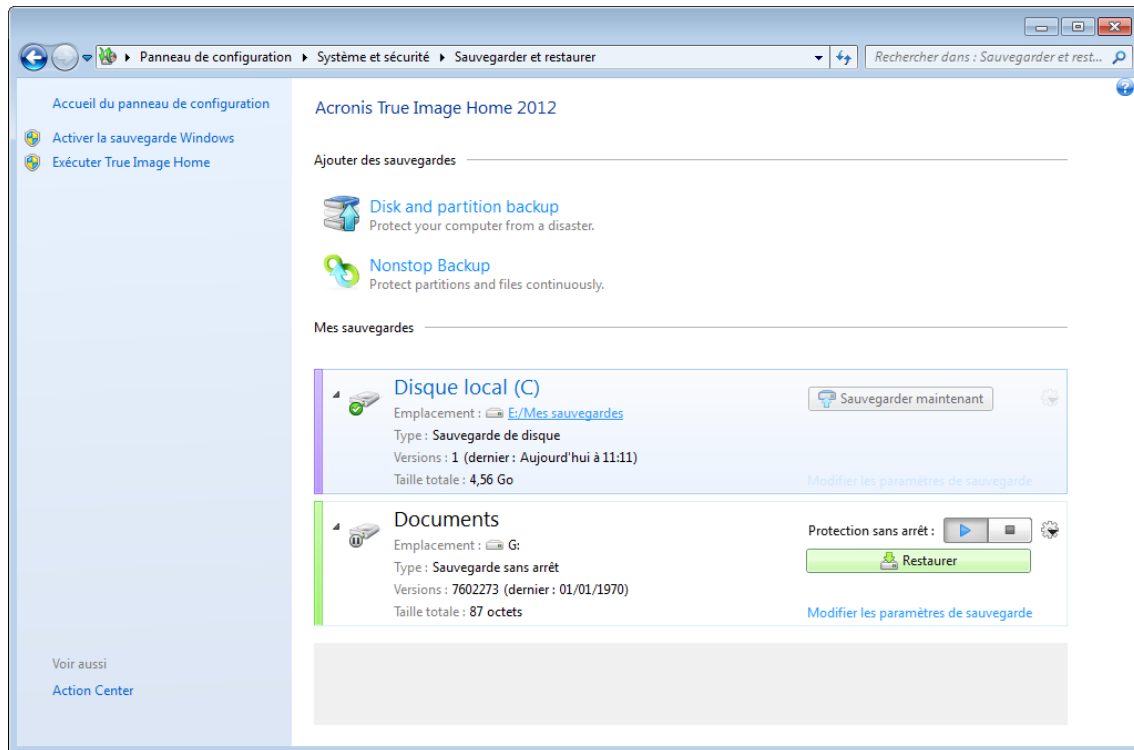 Panneau de configuration ▸ Système et sécurité ▸ Sauvegarder et restaurer
Rechercher dans : Sauvegarder et rest...
Accueil du panneau de configuration
Activer la sauvegarde Windows
Exécuter True Image Home
Acronis True Image Home 2012
Ajouter des sauvegardes
Disk and partition backup
Protect your computer from a disaster.
Nonstop Backup
Protect partitions and files continuously.
Mes sauvegardes
Disque local (C)
Emplacement : E:/Mes sauvegardes
Type : Sauvegarde de disque
Versions : 1 (dernier : Aujourd'hui à 11:11)
Taille totale : 4,56 Go
Sauvegarder maintenant
Modifier les paramètres de sauvegarde
Documents
Emplacement : G:
Type : Sauvegarde sans arrêt
Versions : 7602273 (dernier : 01/01/1970)
Taille totale : 87 octets
Protection sans arrêt :
Restaurer
Modifier les paramètres de sauvegarde
Voir aussi
Action Center